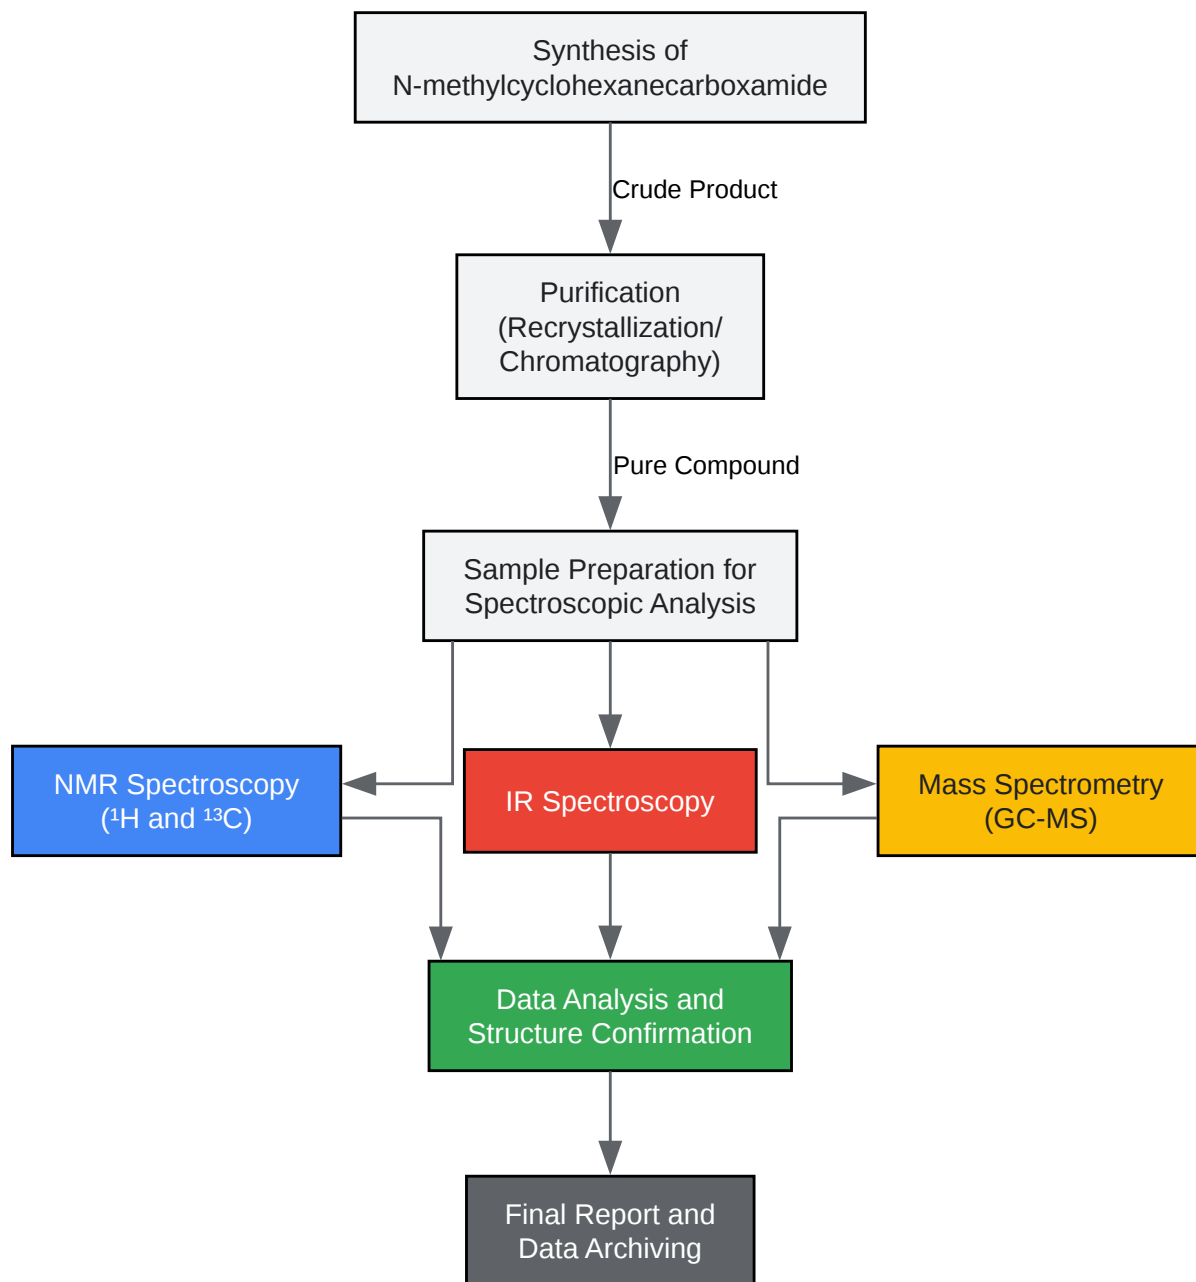 Synthesis of
N-methylcyclohexanecarboxamide
Crude Product
Purification
(Recrystallization/
Chromatography)
Pure Compound
Sample Preparation for
Spectroscopic Analysis
NMR Spectroscopy
(¹H and ¹³C)
IR Spectroscopy
Mass Spectrometry
(GC-MS)
Data Analysis and
Structure Confirmation
Final Report and
Data Archiving